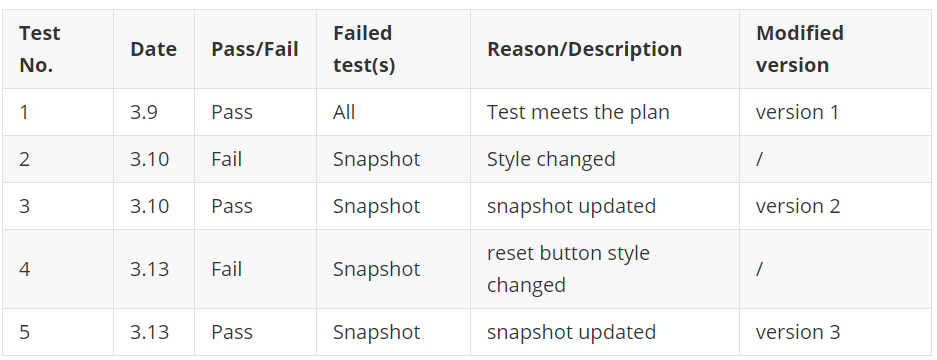 Test No. Date Pass/Fail Failed test(s) Reason/Description Modified version
1 3.9 Pass All Test meets the plan version 1
2 3.10 Fail Snapshot Style changed /
3 3.10 Pass Snapshot snapshot updated version 2
4 3.13 Fail Snapshot reset button style changed /
5 3.13 Pass Snapshot snapshot updated version 3